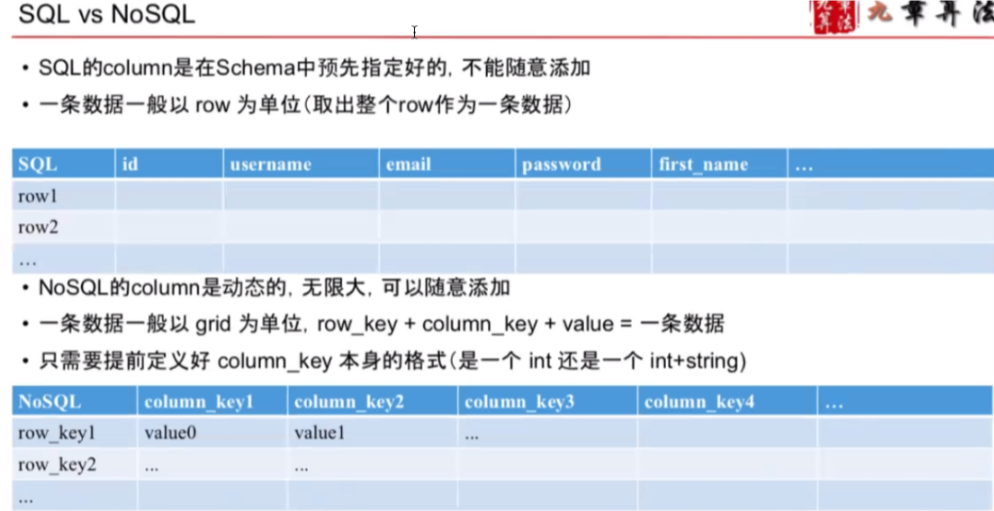 SQL vs NoSQL
九章算法
九章算法
• SQL的column是在Schema中预先指定好的, 不能随意添加
• 一条数据一般以 row 为单位(取出整个row作为一条数据)
SQL id username email password first_name ...
row1
row2
...
• NoSQL的column是动态的, 无限大, 可以随意添加
• 一条数据一般以 grid 为单位, row_key + column_key + value = 一条数据
• 只需要提前定义好 column_key 本身的格式(是一个 int 还是一个 int+string)
NoSQL column_key1 column_key2 column_key3 column_key4 ...
row_key1 value0 value1 ...
row_key2 ... ...
...